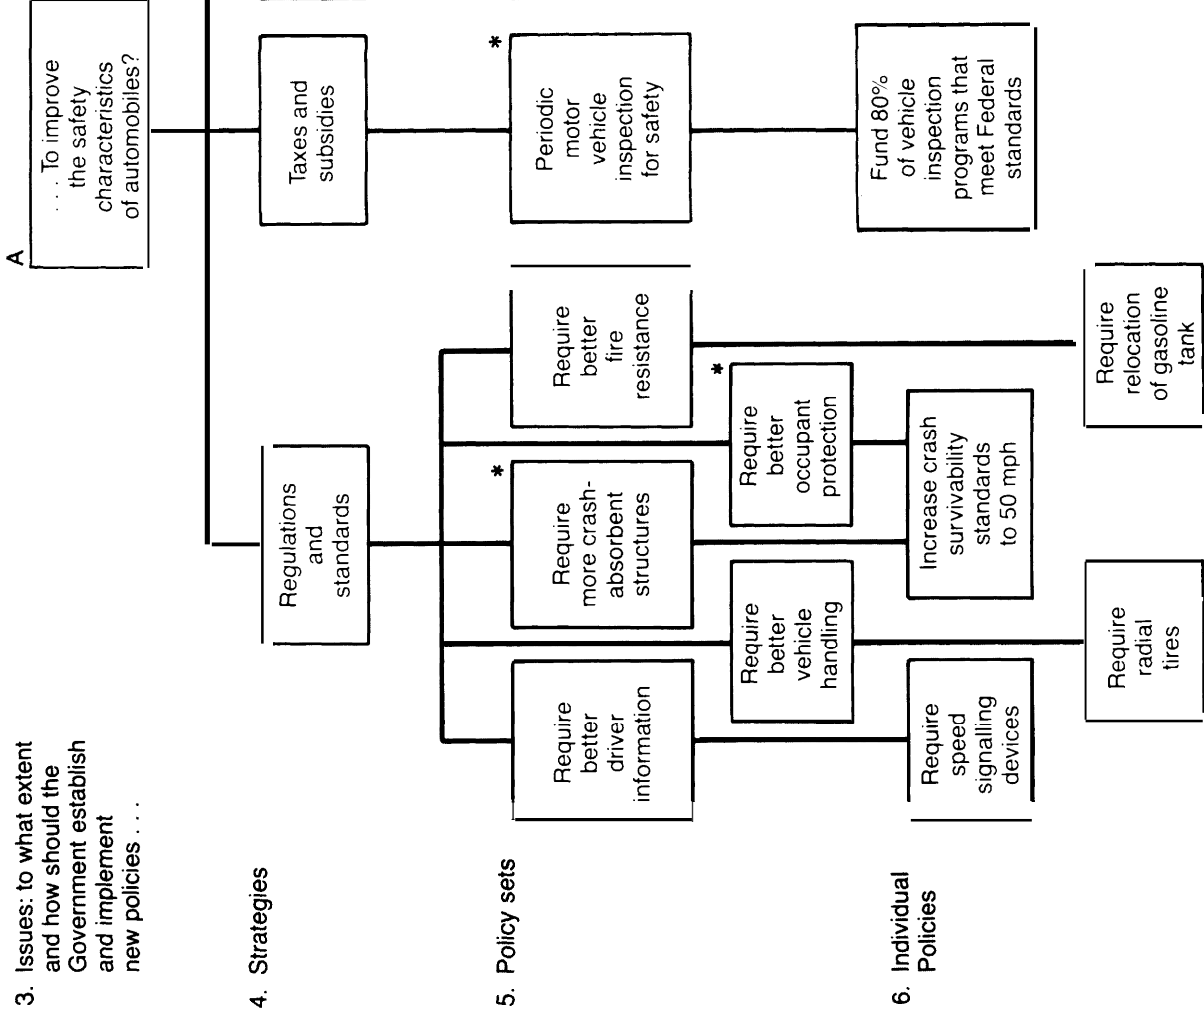 3. Issues: to what extent
and how should the
Government establish
and implement
new policies . . .
A
. . . . To improve
the safety
characteristics
of automobiles?
4. Strategies
Regulations
and
standards
Taxes and
subsidies
5. Policy sets
Require
better
driver
information
Require
better
vehicle
handling
*
Require
more crash-
absorbent
structures
*
Require
better
occupant
protection
Require
better
fire
resistance
*
Periodic
motor
vehicle
inspection
for safety
6. Individual
Policies
Require
speed
signalling
devices
Require
radial
tires
Increase crash
survivability
standards
to 50 mph
Require
relocation
of gasoline
tank
Fund 80%
of vehicle
inspection
programs that
meet Federal
standards